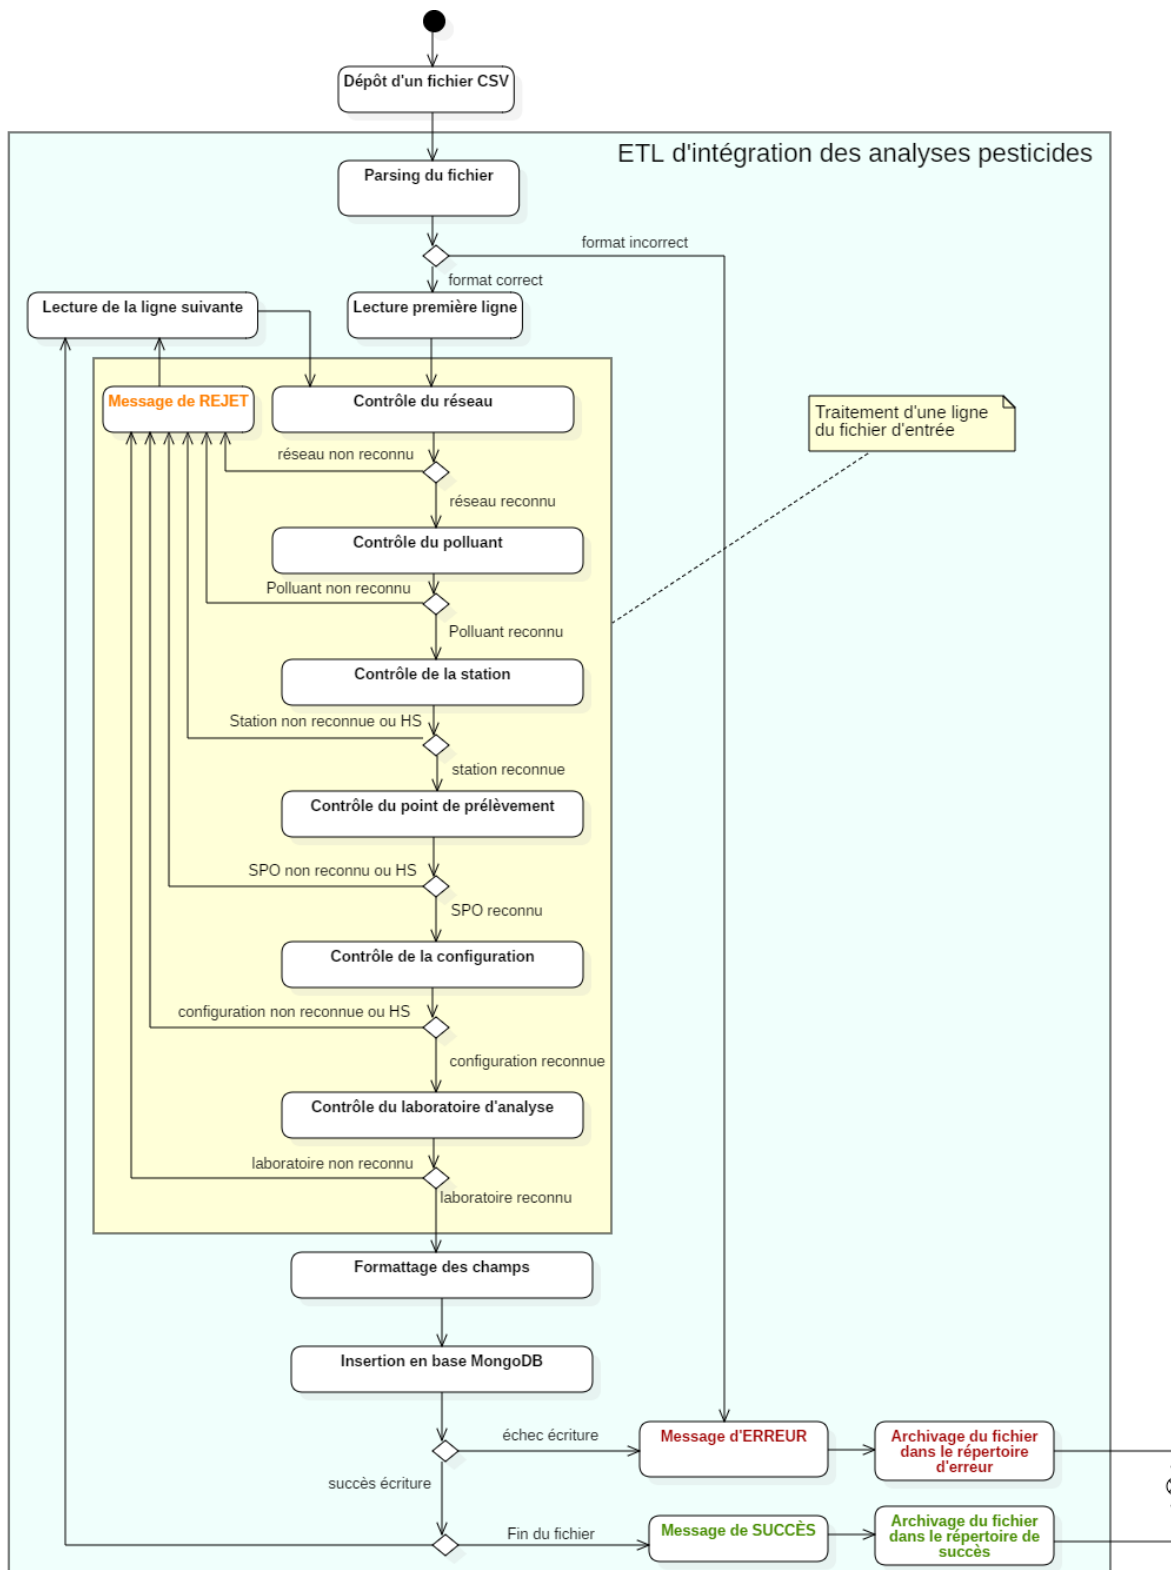 Dépôt d'un fichier CSV
ETL d'intégration des analyses pesticides
Parsing du fichier
format incorrect
format correct
Lecture de la ligne suivante
Lecture première ligne
Message de REJET
Contrôle du réseau
Traitement d'une ligne
du fichier d'entrée
réseau non reconnu
réseau reconnu
Contrôle du polluant
Polluant non reconnu
Polluant reconnu
Contrôle de la station
Station non reconnue ou HS
station reconnue
Contrôle du point de prélèvement
SPO non reconnu ou HS
SPO reconnu
Contrôle de la configuration
configuration non reconnue ou HS
configuration reconnue
Contrôle du laboratoire d'analyse
laboratoire non reconnu
laboratoire reconnu
Formattage des champs
Insertion en base MongoDB
échec écriture
Message d'ERREUR
Archivage du fichier
dans le répertoire
d'erreur
succès écriture
Fin du fichier
Message de SUCCÈS
Archivage du fichier
dans le répertoire de
succès